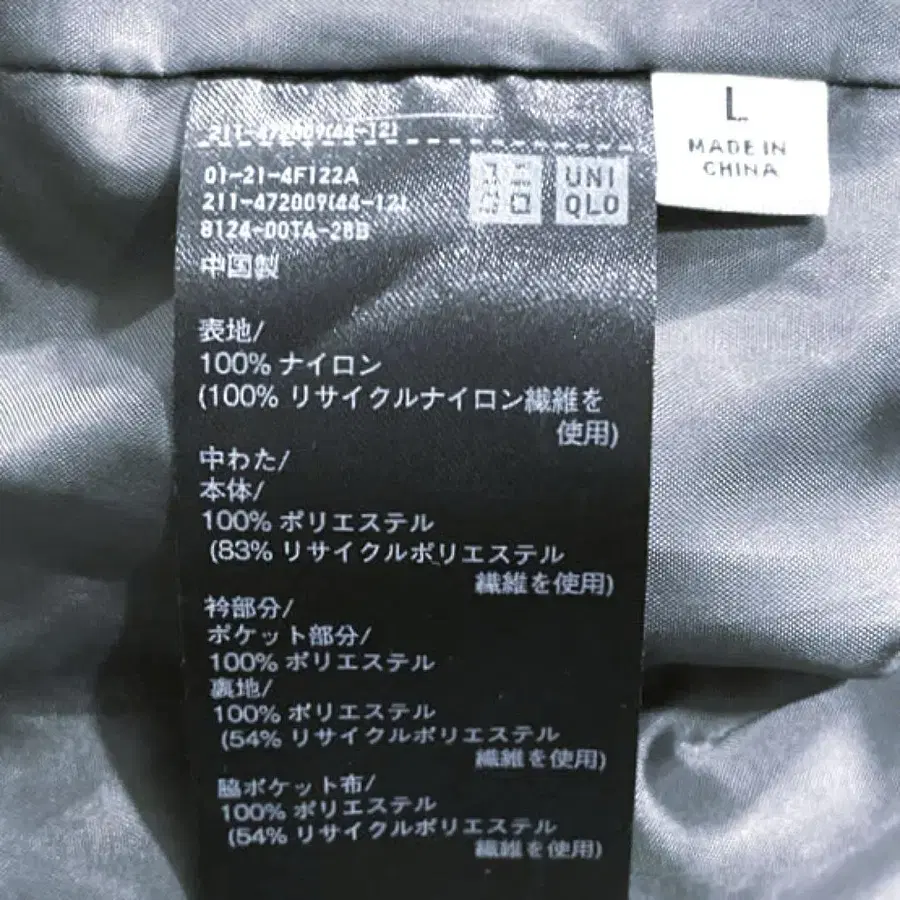 211-472009(44-12)
01-21-4F122A
211-472009(44-12)
8124-00TA-28B
中国製
ユニ
クロ
UNI
QLO
L
MADE IN
CHINA
表地/
100% ナイロン
(100% リサイクルナイロン繊維を
使用)
中わた/
本体/
100% ポリエステル
(83% リサイクルポリエステル
繊維を使用)
衿部分/
ポケット部分/
100% ポリエステル
裏地/
100% ポリエステル
(54% リサイクルポリエステル
繊維を使用)
脇ポケット布/
100% ポリエステル
(54% リサイクルポリエステル
繊維を使用)